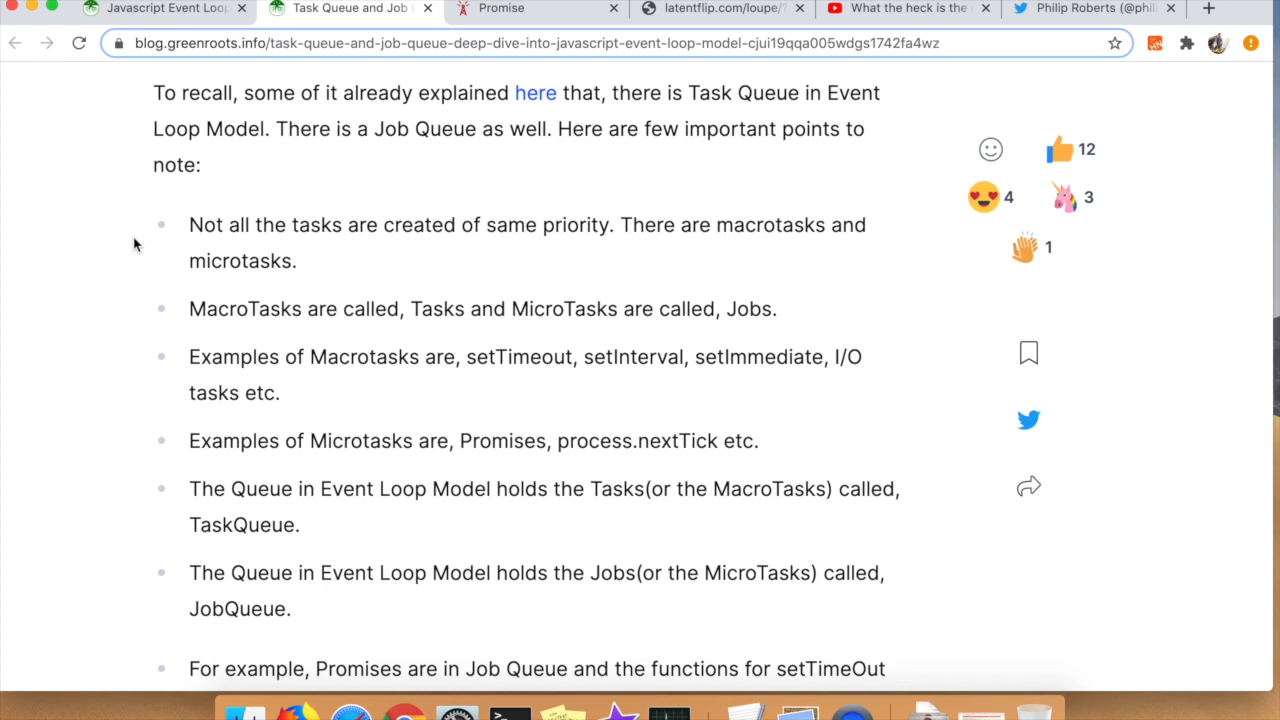 Javascript Event Loop
Task Queue and Job
Promise
latentflip.com/loupe/?
What the heck is the
Philip Roberts (@phil
blog.greenroots.info/task-queue-and-job-queue-deep-dive-into-javascript-event-loop-model-cjui19qqa005wdgs1742fa4wz
To recall, some of it already explained here that, there is Task Queue in Event
Loop Model. There is a Job Queue as well. Here are few important points to
note:
12
4
3
1
Not all the tasks are created of same priority. There are macrotasks and
microtasks.
MacroTasks are called, Tasks and MicroTasks are called, Jobs.
Examples of Macrotasks are, setTimeout, setInterval, setImmediate, I/O
tasks etc.
Examples of Microtasks are, Promises, process.nextTick etc.
The Queue in Event Loop Model holds the Tasks(or the MacroTasks) called,
TaskQueue.
The Queue in Event Loop Model holds the Jobs(or the MicroTasks) called,
JobQueue.
For example, Promises are in Job Queue and the functions for setTimeOut